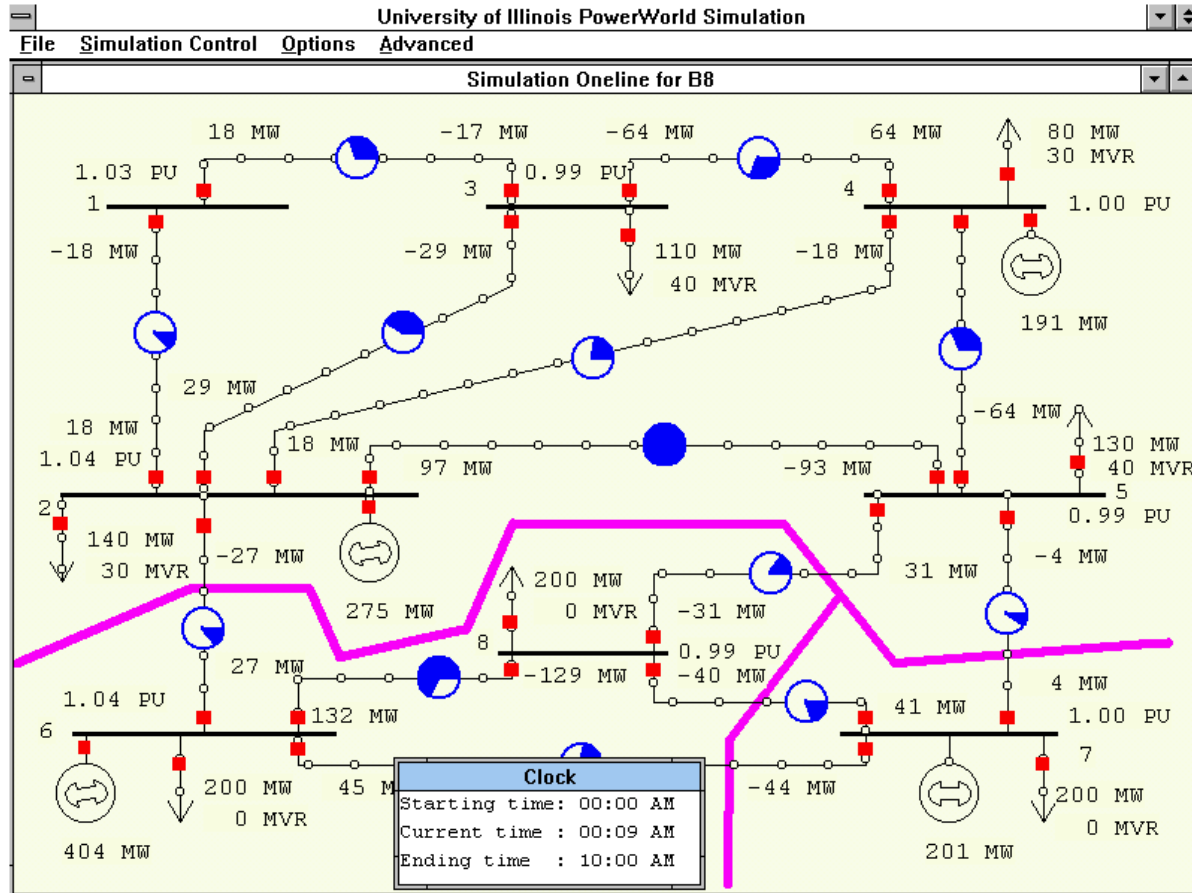 University of Illinois PowerWorld Simulation
File Simulation Control Options Advanced
Simulation Oneline for B8
18 MW -17 MW -64 MW 64 MW 80 MW
30 MVR
1.03 PU 3 0.99 PU 4
1 1.00 PU
-18 MW -29 MW 110 MW -18 MW
40 MVR
191 MW
29 MW
-64 MW
18 MW 18 MW 130 MW
1.04 PU 97 MW -93 MW 40 MVR
2 5
0.99 PU
140 MW -27 MW -4 MW
30 MVR 200 MW 31 MW
275 MW 0 MVR -31 MW
8 0.99 PU
27 MW -129 MW -40 MW 4 MW
1.04 PU 132 MW 41 MW 1.00 PU
6 7
200 MW 45 M -44 MW 200 MW
0 MVR 0 MVR
404 MW 201 MW
Clock
Starting time: 00:00 AM
Current time : 00:09 AM
Ending time : 10:00 AM